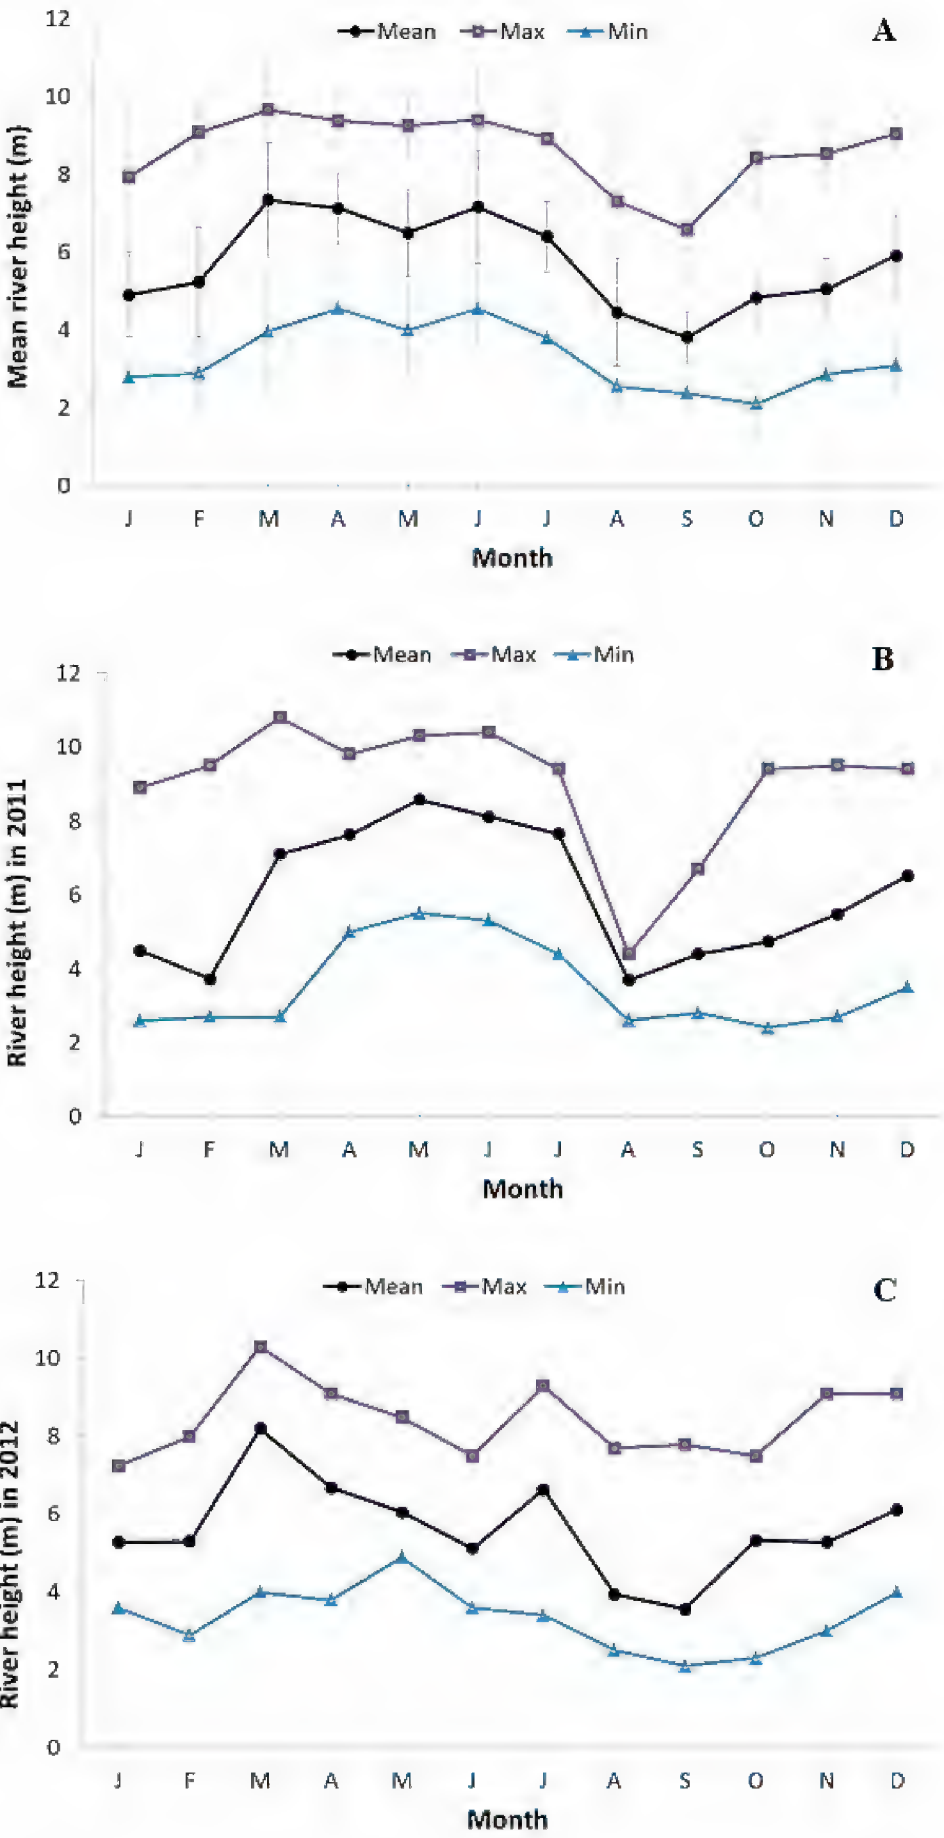 12
Mean Max Min
A
10
8
6
4
2
0
Mean river height (m)
J F M A M J J A S O N D
Month
Mean Max Min
B
12
10
8
6
4
2
0
River height (m) in 2011
J F M A M J J A S O N D
Month
12
Mean Max Min
C
10
8
6
4
2
0
River height (m) in 2012
J F M A M J J A S O N D
Month